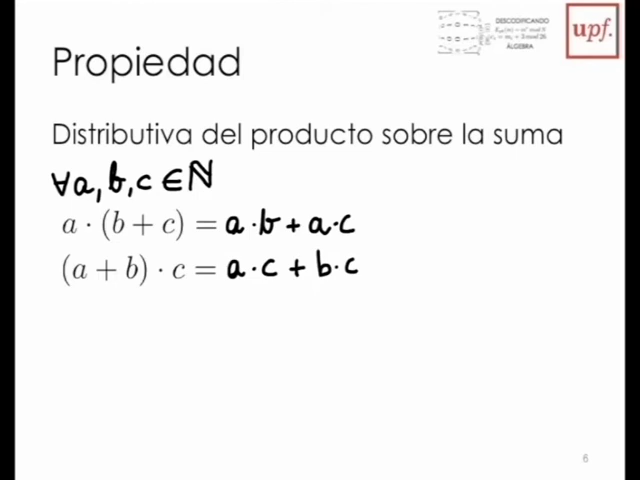 DESCODIFICANDO
ÁLGEBRA
upf.
Propiedad
Distributiva del producto sobre la suma
∀a, b, c ∈ ℕ
a · (b + c) = a · b + a · c
(a + b) · c = a · c + b · c
6